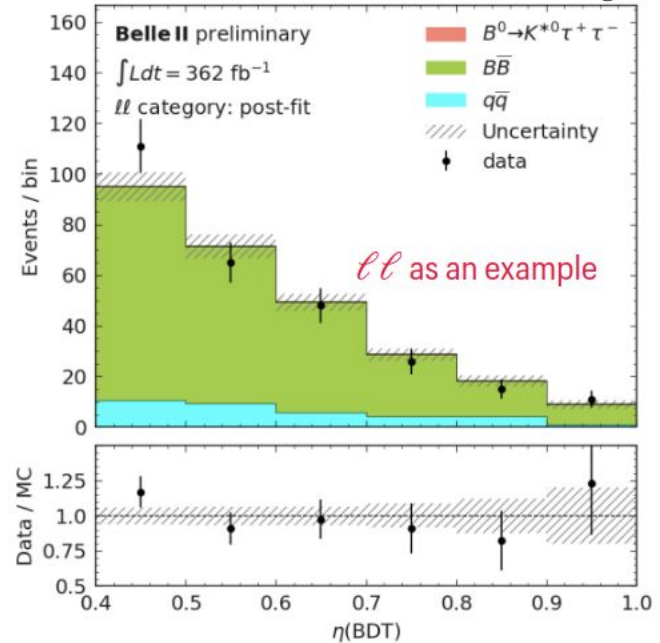 Belle II preliminary
∫Ldt = 362 fb⁻¹
ℓℓ category: post-fit
B⁰→K*⁰τ⁺τ⁻
BB̅
qq̅
Uncertainty
data
ℓℓ as an example
Events / bin
160
140
120
100
80
60
40
20
0
Data / MC
1.25
1.0
0.75
0.5
0.4
0.5
0.6
0.7
0.8
0.9
1.0
η(BDT)